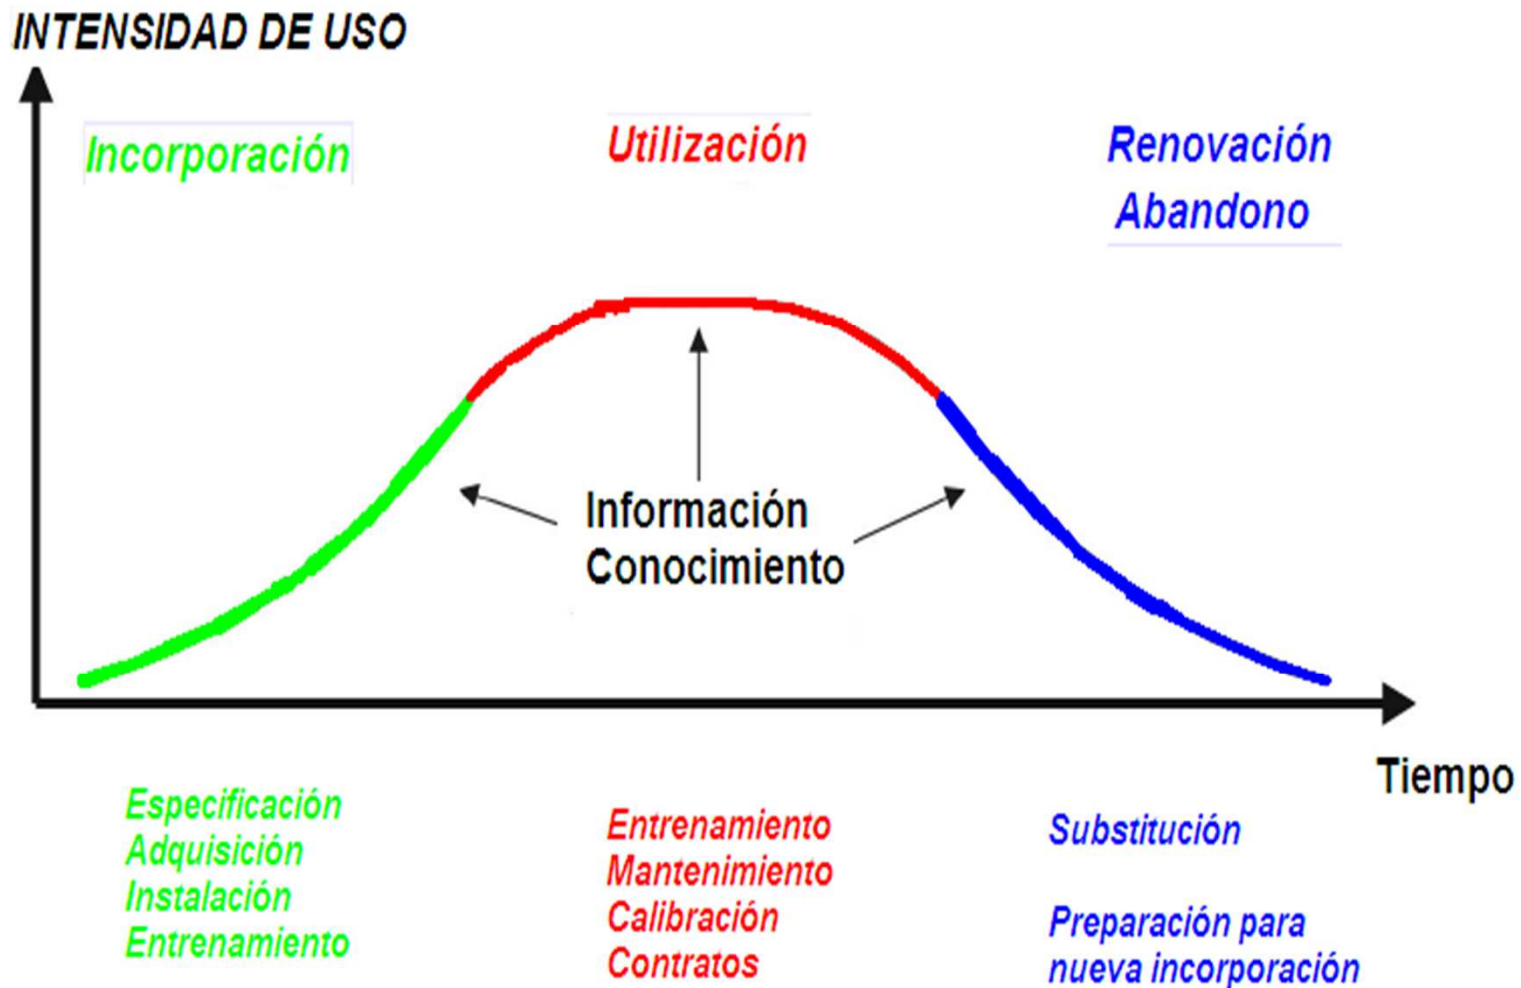 INTENSIDAD DE USO
Incorporación
Utilización
Renovación
Abandono
Información
Conocimiento
Tiempo
Especificación
Adquisición
Instalación
Entrenamiento
Entrenamiento
Mantenimiento
Calibración
Contratos
Substitución
Preparación para
nueva incorporación